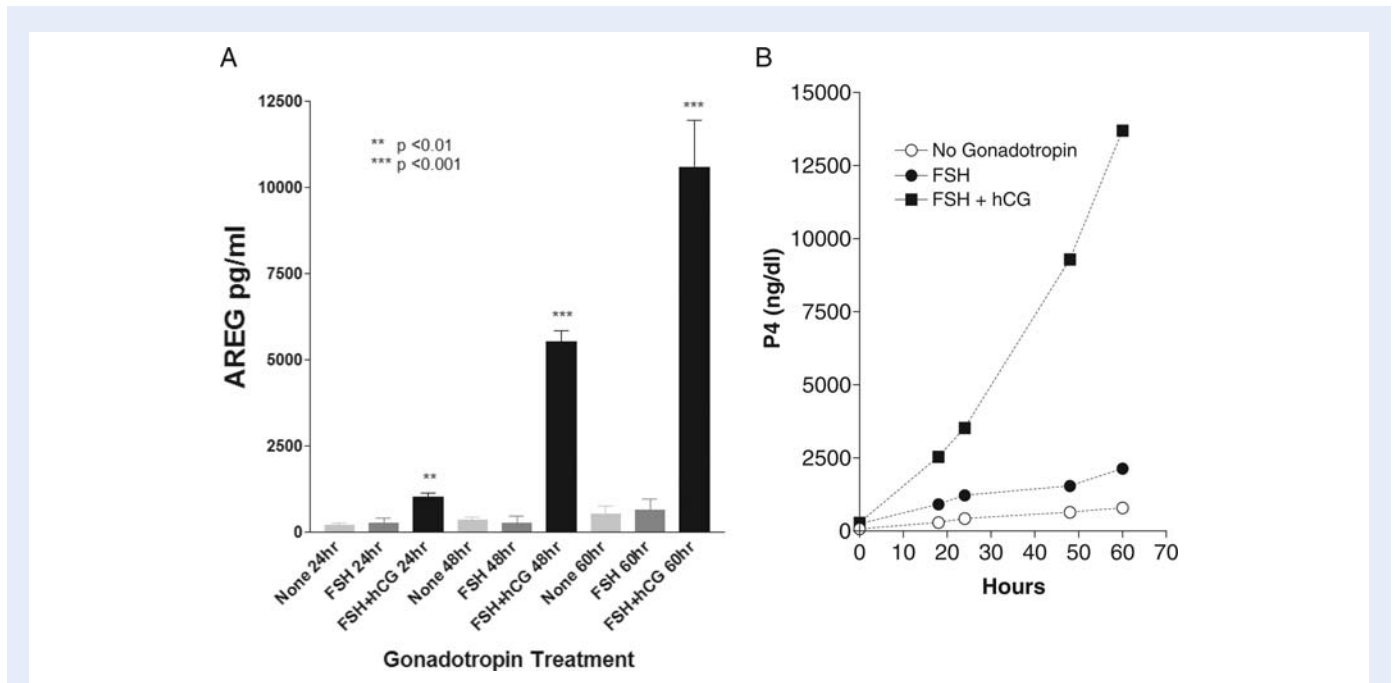 A
12500
10000
7500
5000
2500
0
AREG pg/ml
** p <0.01
*** p <0.001
**
***
***
None 24hr
FSH 24hr
FSH+hCG 24hr
None 48hr
FSH 48hr
FSH+hCG 48hr
None 60hr
FSH 60hr
FSH+hCG 60hr
Gonadotropin Treatment
B
15000
12500
10000
7500
5000
2500
0
P4 (ng/dl)
No Gonadotropin
FSH
FSH + hCG
0 10 20 30 40 50 60 70
Hours